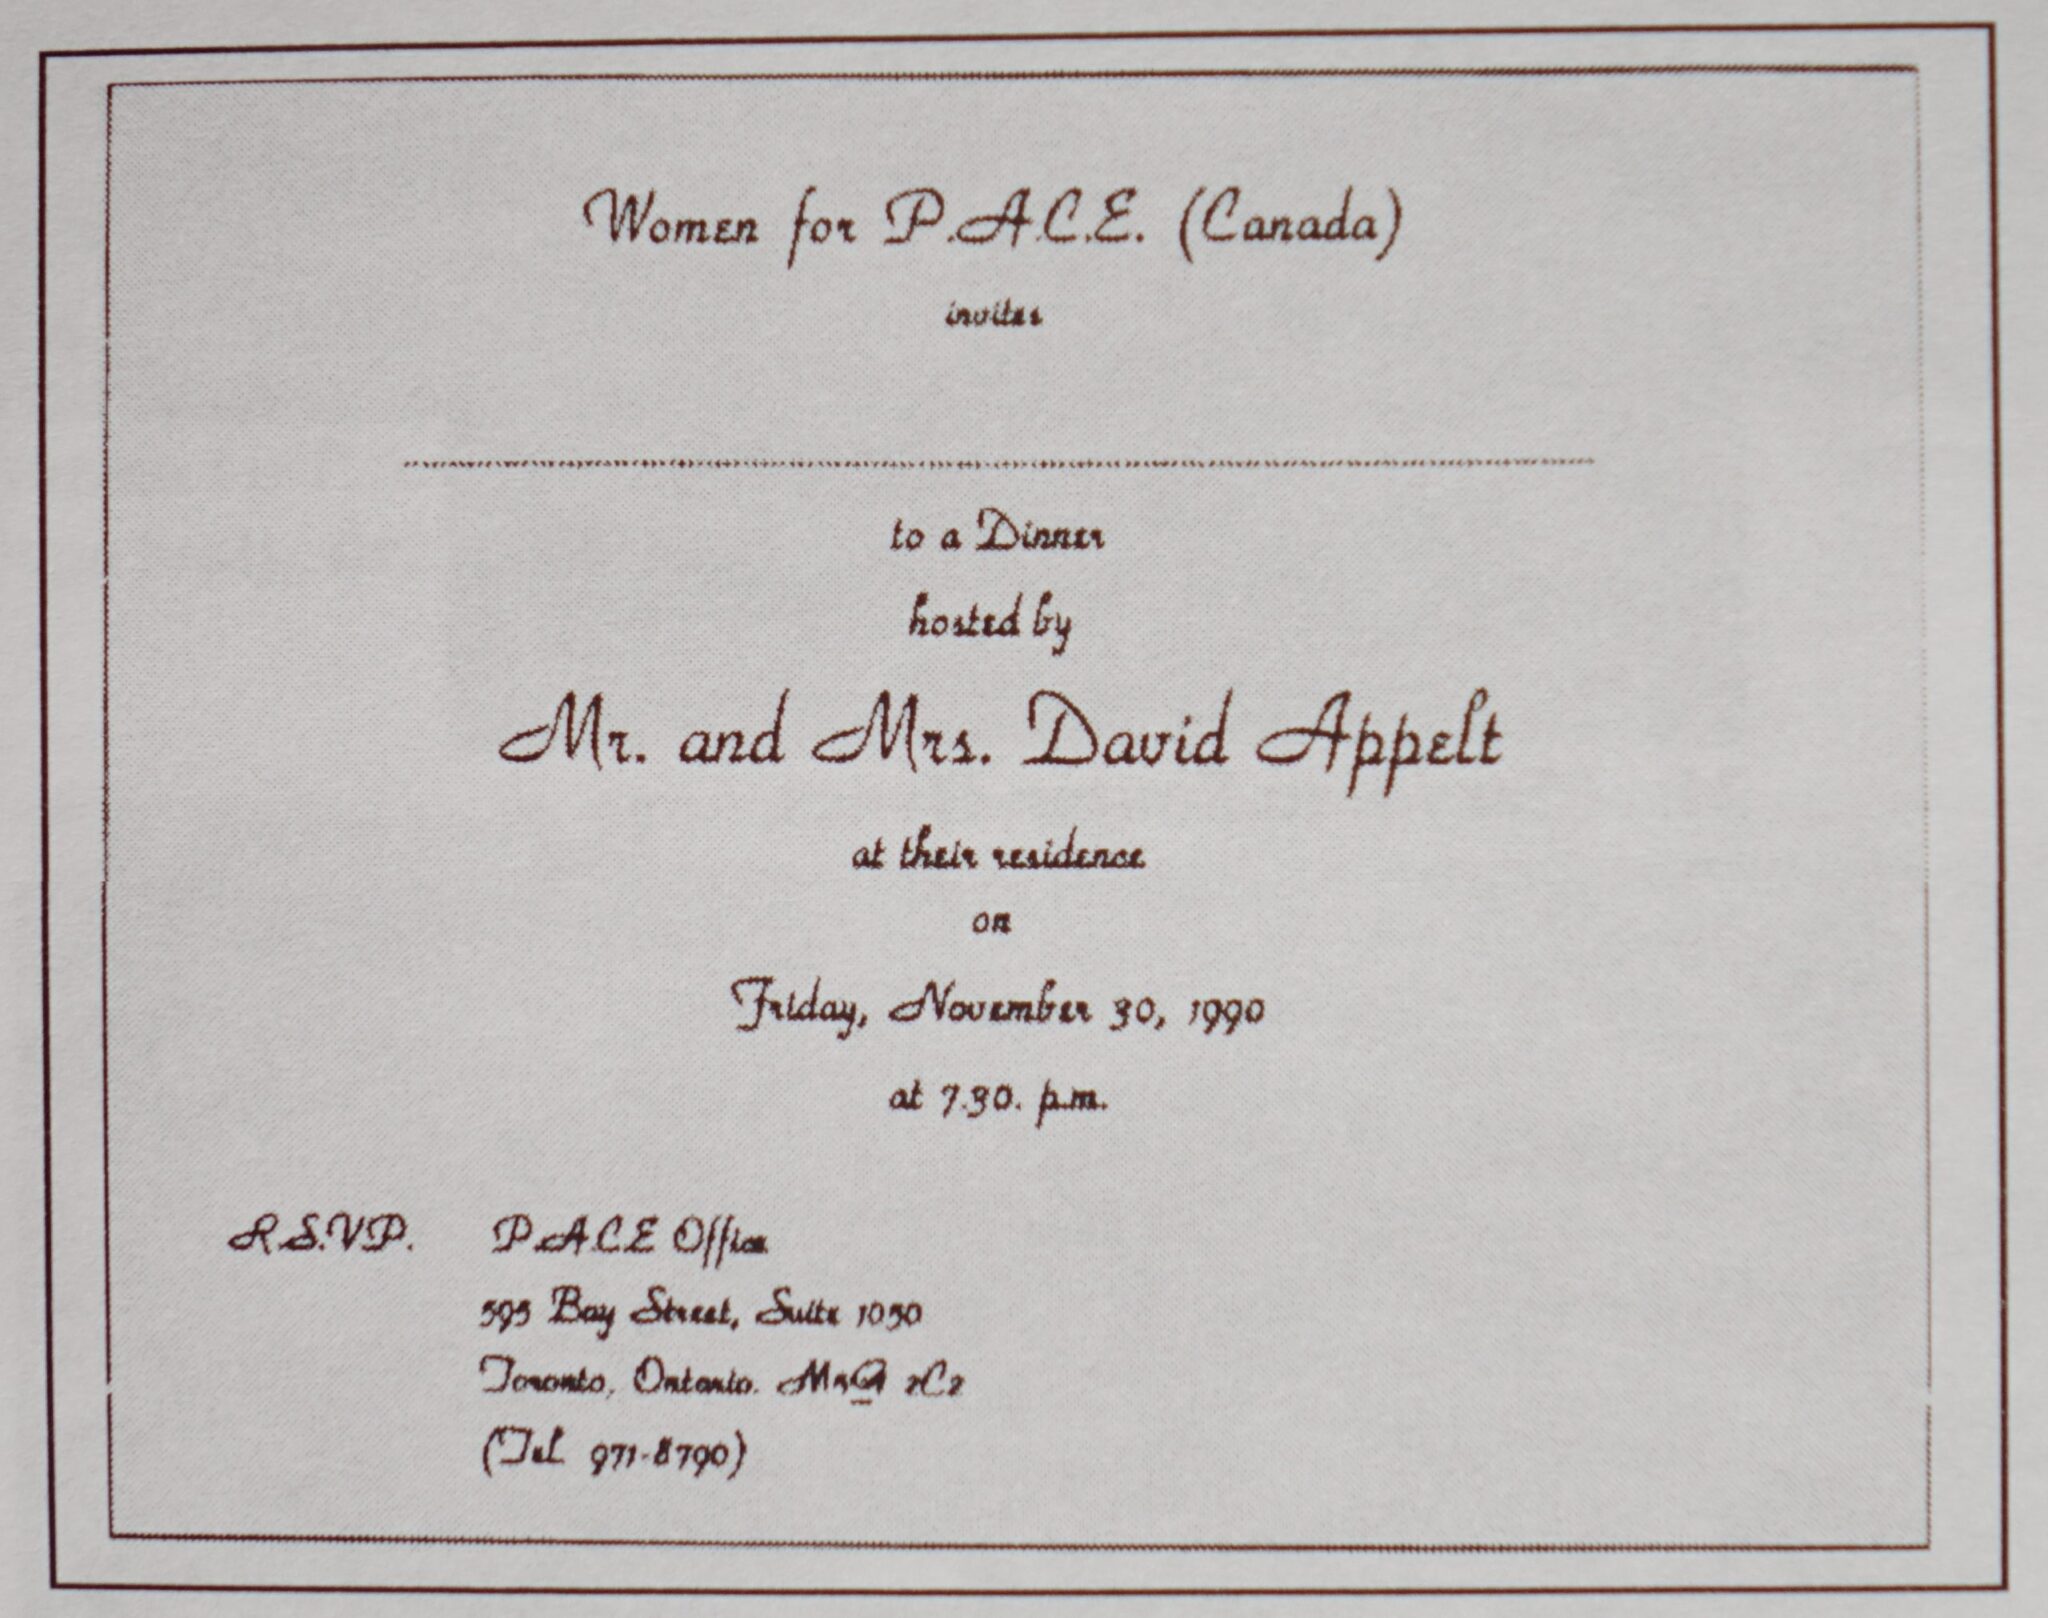 Women for P.A.C.E. (Canada)
invites
to a Dinner
hosted by
Mr. and Mrs. David Appelt
at their residence
on
Friday, November 30, 1990
at 7.30. p.m.
R.S.V.P. P.A.C.E Office
595 Bay Street, Suite 1050
Toronto, Ontario. 2C2
(Tel 971-8790)